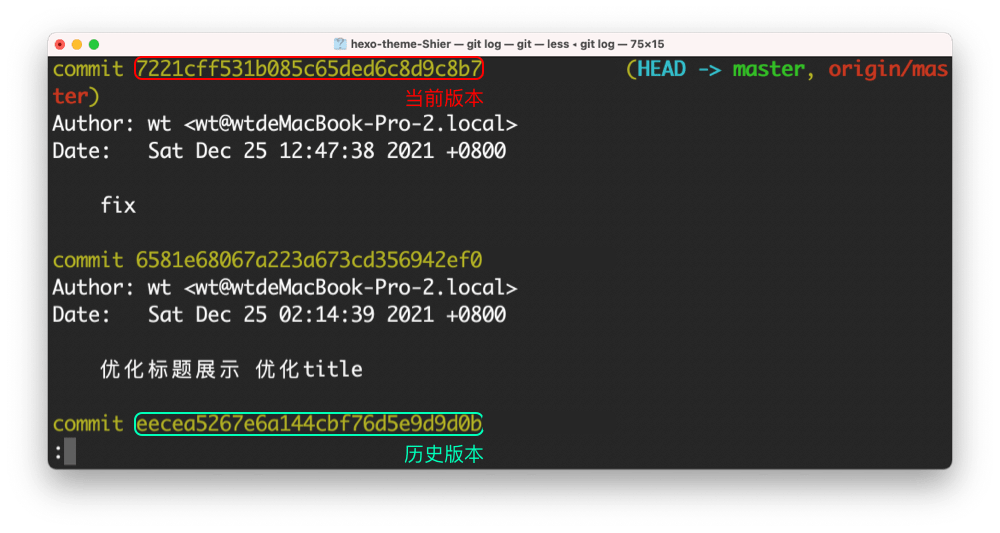 hexo-theme-Shier — git log — git — less ◂ git log — 75×15
commit 7221cff531b085c65ded6c8d9c8b7 (HEAD -> master, origin/mas
ter)
当前版本
Author: wt <wt@wtdeMacBook-Pro-2.local>
Date:   Sat Dec 25 12:47:38 2021 +0800
fix
commit 6581e68067a223a673cd356942ef0
Author: wt <wt@wtdeMacBook-Pro-2.local>
Date:   Sat Dec 25 02:14:39 2021 +0800
优化标题展示 优化title
commit eecea5267e6a144cbf76d5e9d9d0b
:
历史版本